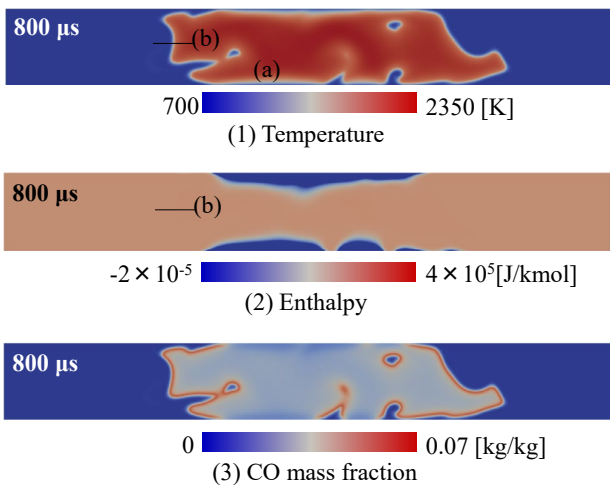 800 μs
(b)
(a)
700 2350 [K]
(1) Temperature
800 μs
(b)
-2×10⁻⁵ 4×10⁵[J/kmol]
(2) Enthalpy
800 μs
0 0.07 [kg/kg]
(3) CO mass fraction